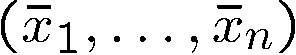 (x̅₁, . . . , x̅ₙ)